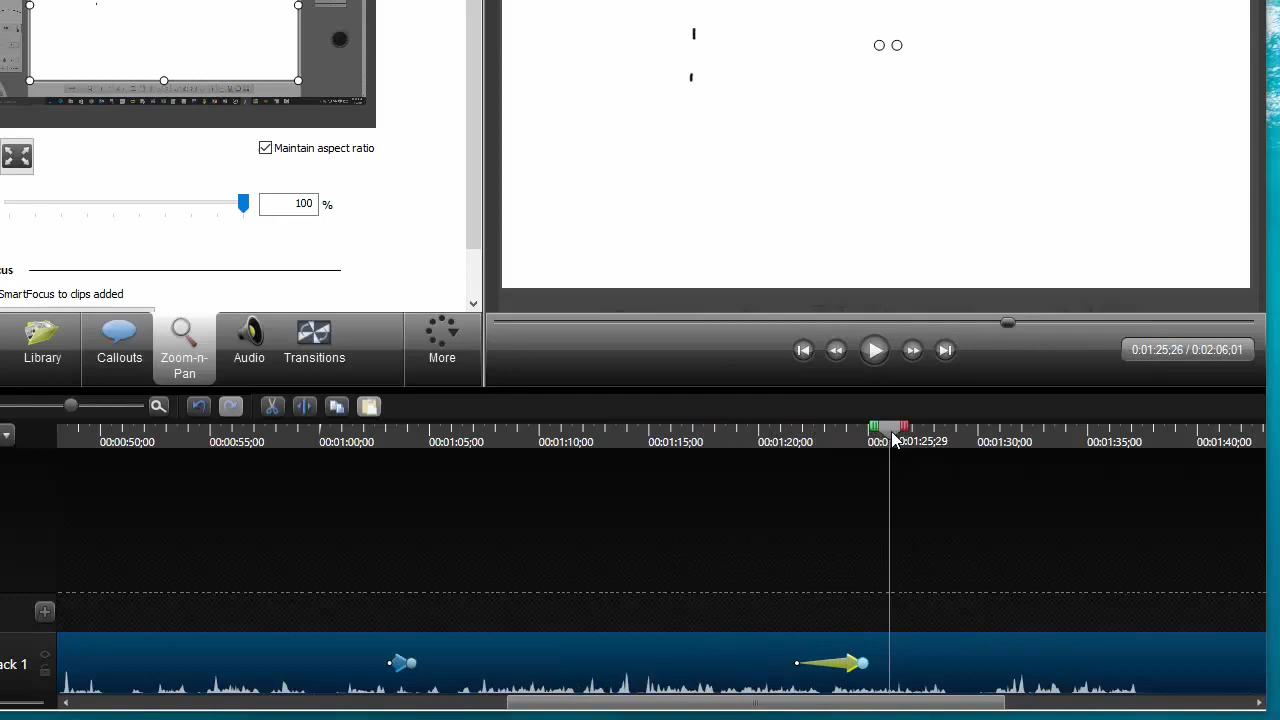 Maintain aspect ratio
100 %
cus
SmartFocus to clips added
Library Callouts Zoom-n-Pan Audio Transitions More
0:01:25;26 / 0:02:06;01
00:00:50;00 00:00:55;00 00:01:00;00 00:01:05;00 00:01:10;00 00:01:15;00 00:01:20;00 00:0 0:01:25;29 00:01:30;00 00:01:35;00 00:01:40;00
ack 1